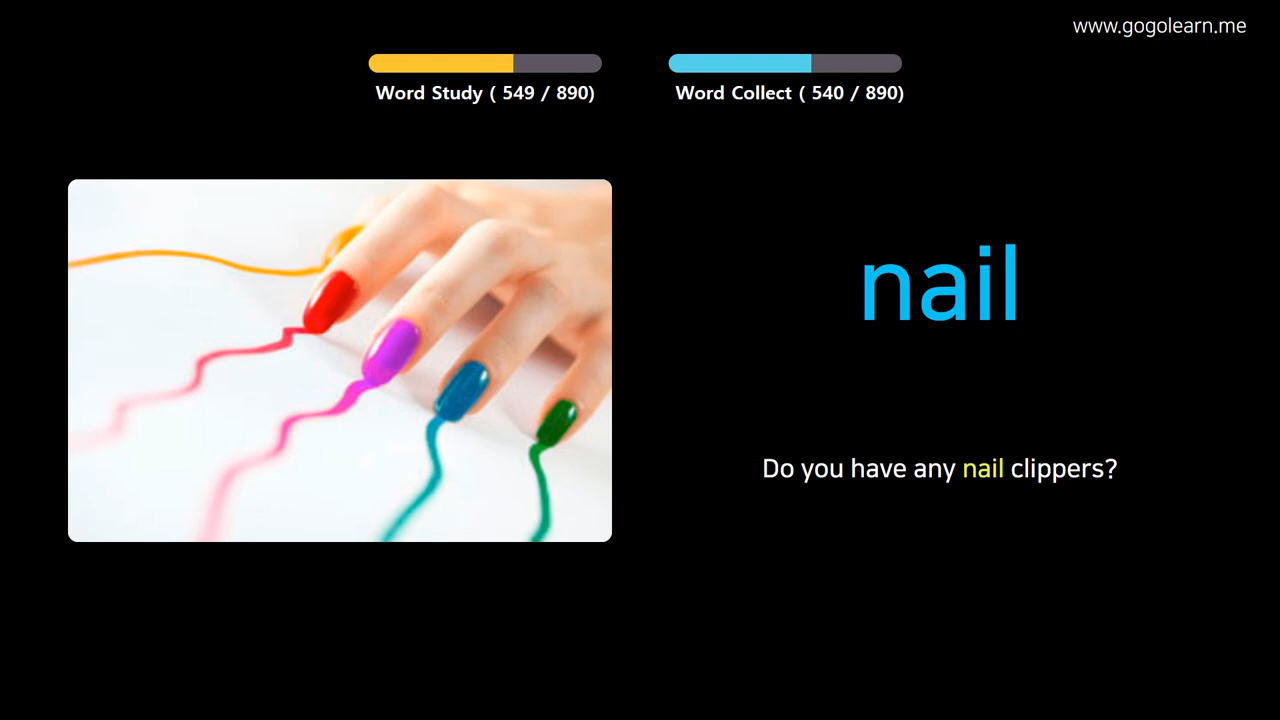 www.gogolearn.me
Word Study ( 549 / 890)
Word Collect ( 540 / 890)
nail
Do you have any nail clippers?